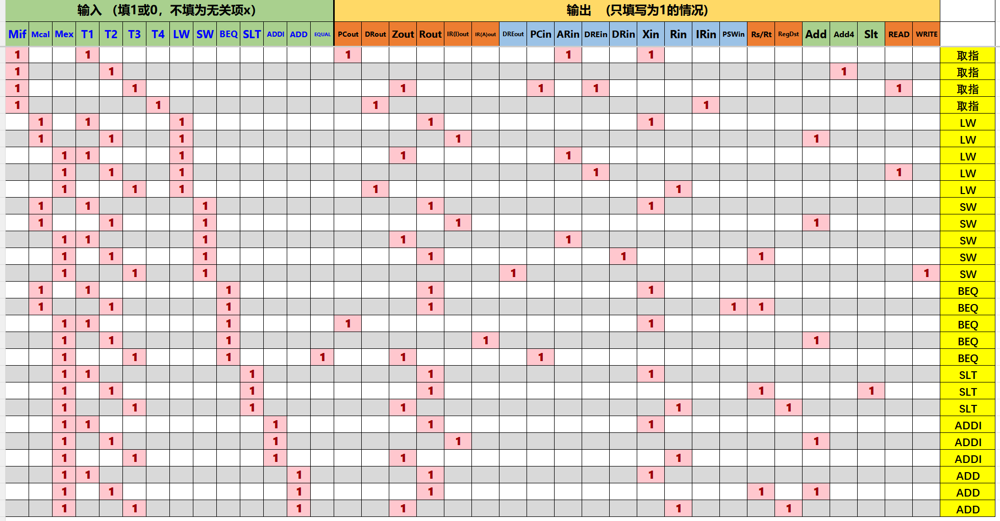 输入 （填1或0，不填为无关项x） 输出 （只填写为1的情况）
Mif Mcal Mex T1 T2 T3 T4 LW SW BEQ SLT ADDI ADD EQUAL PCout DRout Zout Rout IR(I)out IR(A)out DREout PCin ARin DREin DRin Xin Rin IRin PSWin Rs/Rt RegDst Add Add4 Slt READ WRITE
1 1 1 1 1 取指
1 1 1 取指
1 1 1 1 1 1 取指
1 1 1 1 取指
1 1 1 1 1 LW
1 1 1 1 1 LW
1 1 1 1 1 LW
1 1 1 1 1 LW
1 1 1 1 1 LW
1 1 1 1 1 SW
1 1 1 1 1 SW
1 1 1 1 1 SW
1 1 1 1 1 1 SW
1 1 1 1 1 SW
1 1 1 1 1 BEQ
1 1 1 1 1 1 BEQ
1 1 1 1 1 BEQ
1 1 1 1 1 BEQ
1 1 1 1 1 1 BEQ
1 1 1 1 1 SLT
1 1 1 1 1 1 SLT
1 1 1 1 1 1 SLT
1 1 1 1 1 ADDI
1 1 1 1 1 ADDI
1 1 1 1 1 ADDI
1 1 1 1 1 ADD
1 1 1 1 1 1 ADD
1 1 1 1 1 1 ADD